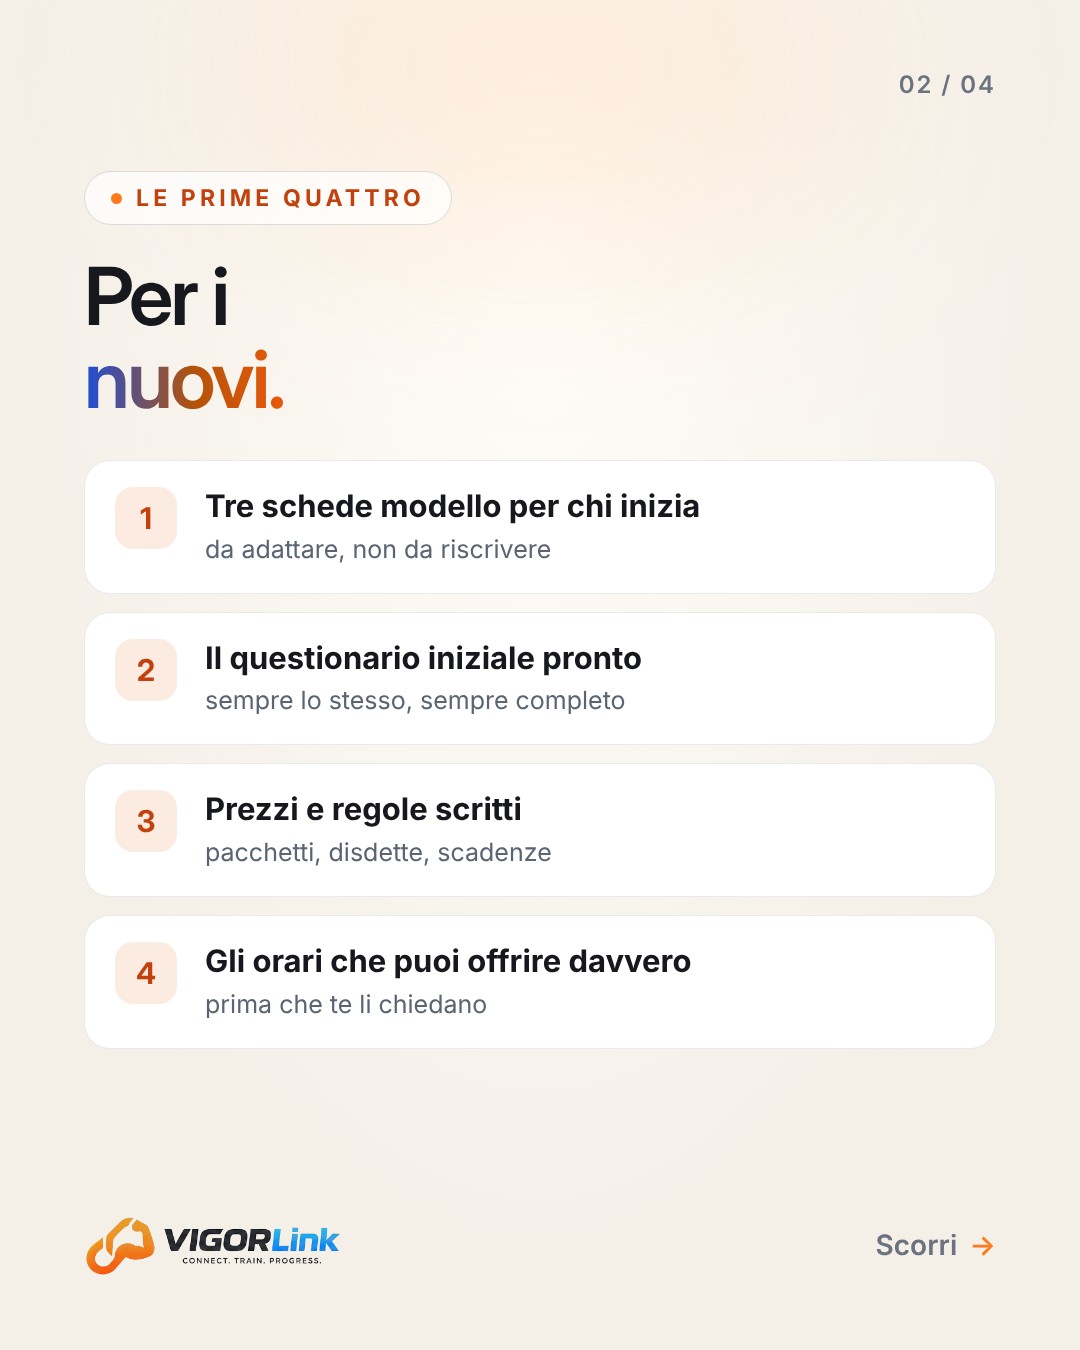 02 / 04
LE PRIME QUATTRO
Per i
nuovi.
1
Tre schede modello per chi inizia
da adattare, non da riscrivere
2
Il questionario iniziale pronto
sempre lo stesso, sempre completo
3
Prezzi e regole scritti
pacchetti, disdette, scadenze
4
Gli orari che puoi offrire davvero
prima che te li chiedano
VIGORLink
CONNECT. TRAIN. PROGRESS.
Scorri →